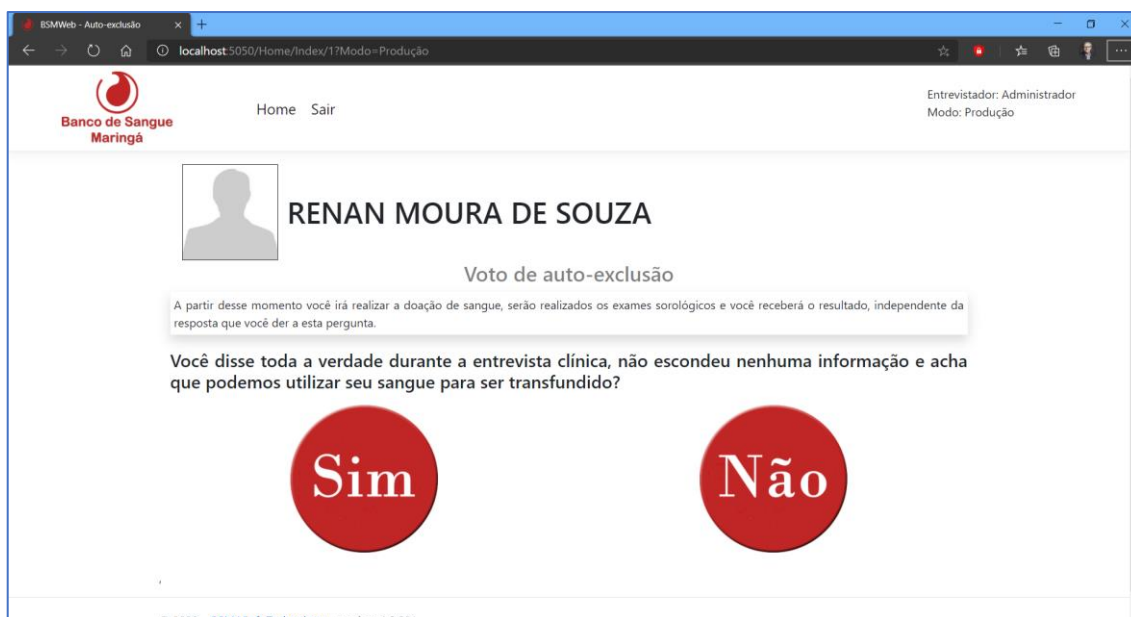 BSMWeb - Auto-exclusão
localhost:5050/Home/Index/1?Modo=Produção
Banco de Sangue
Maringá
Home Sair
Entrevistador: Administrador
Modo: Produção
RENAN MOURA DE SOUZA
Voto de auto-exclusão
A partir desse momento você irá realizar a doação de sangue, serão realizados os exames sorológicos e você receberá o resultado, independente da
resposta que você der a esta pergunta.
Você disse toda a verdade durante a entrevista clínica, não escondeu nenhuma informação e acha
que podemos utilizar seu sangue para ser transfundido?
Sim
Não
,